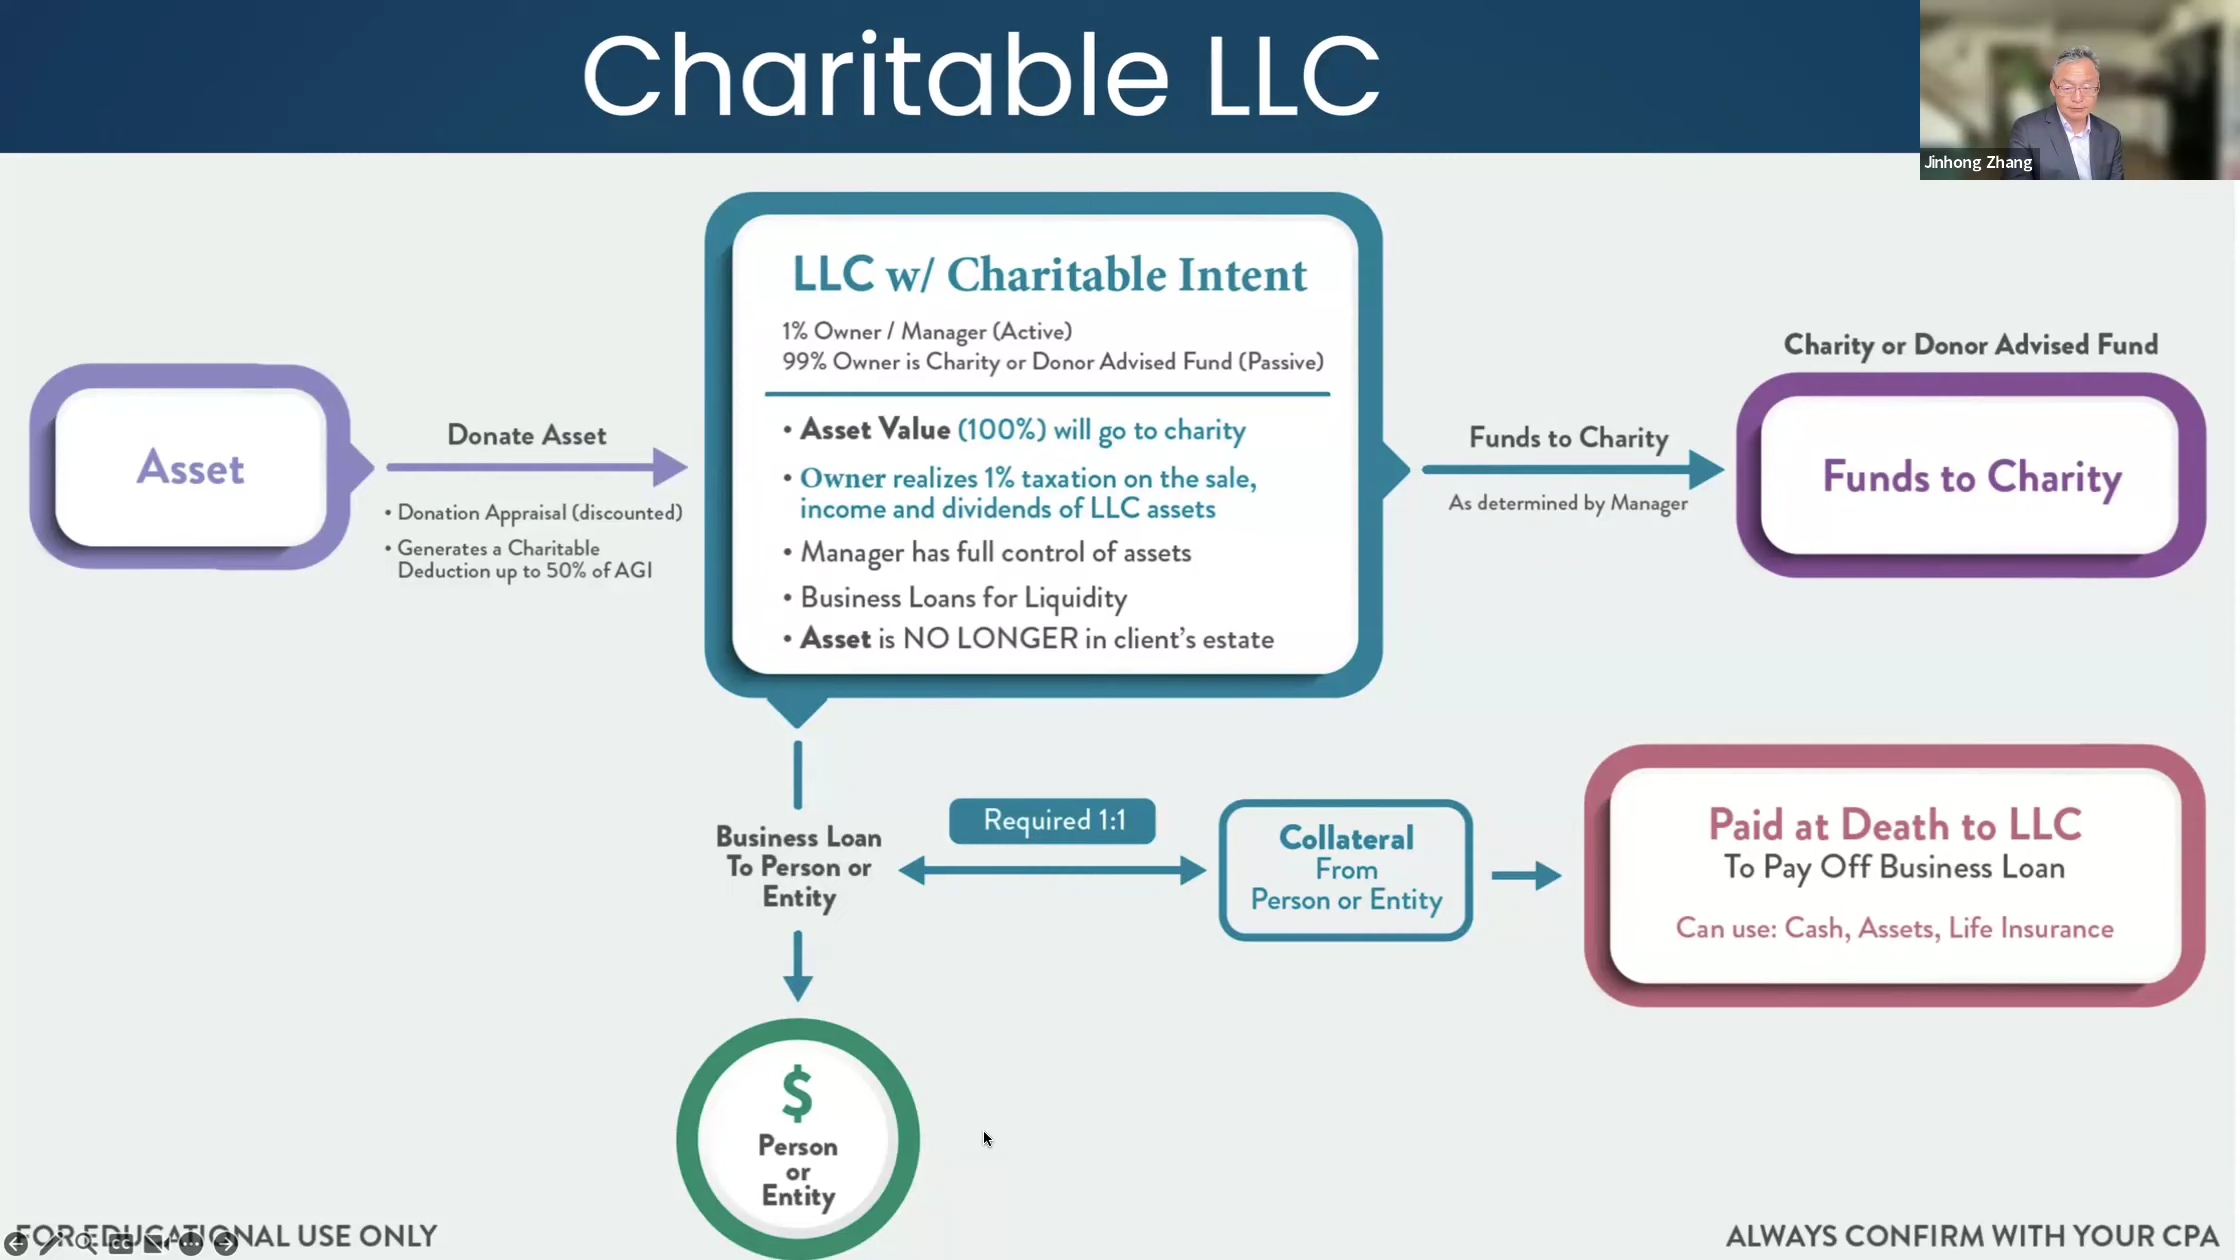 Charitable LLC
Jinhong Zhang
LLC w/ Charitable Intent
1% Owner / Manager (Active)
99% Owner is Charity or Donor Advised Fund (Passive)
• Asset Value (100%) will go to charity
• Owner realizes 1% taxation on the sale,
income and dividends of LLC assets
• Manager has full control of assets
• Business Loans for Liquidity
• Asset is NO LONGER in client's estate
Asset
Donate Asset
• Donation Appraisal (discounted)
• Generates a Charitable
Deduction up to 50% of AGI
Funds to Charity
As determined by Manager
Charity or Donor Advised Fund
Funds to Charity
Business Loan
To Person or
Entity
Required 1:1
Collateral
From
Person or Entity
Paid at Death to LLC
To Pay Off Business Loan
Can use: Cash, Assets, Life Insurance
$
Person
or
Entity
FOR EDUCATIONAL USE ONLY
CC
ALWAYS CONFIRM WITH YOUR CPA